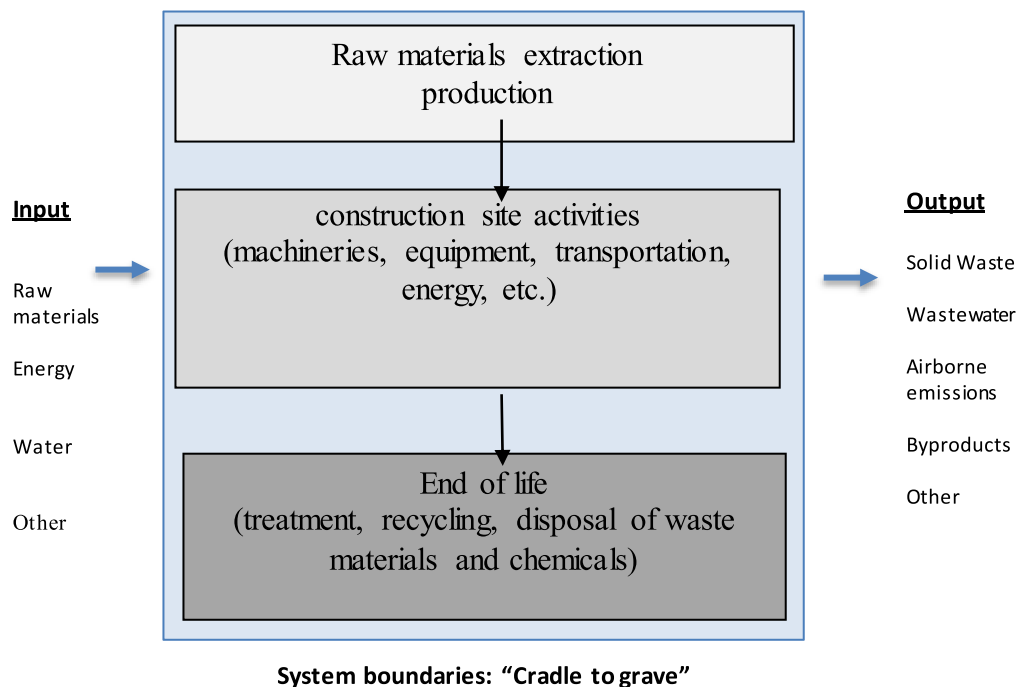 Raw materials extraction
production
construction site activities
(machineries, equipment, transportation,
energy, etc.)
End of life
(treatment, recycling, disposal of waste
materials and chemicals)
Input
Raw
materials
Energy
Water
Other
Output
Solid Waste
Wastewater
Airborne
emissions
Byproducts
Other
System boundaries: “Cradle to grave”